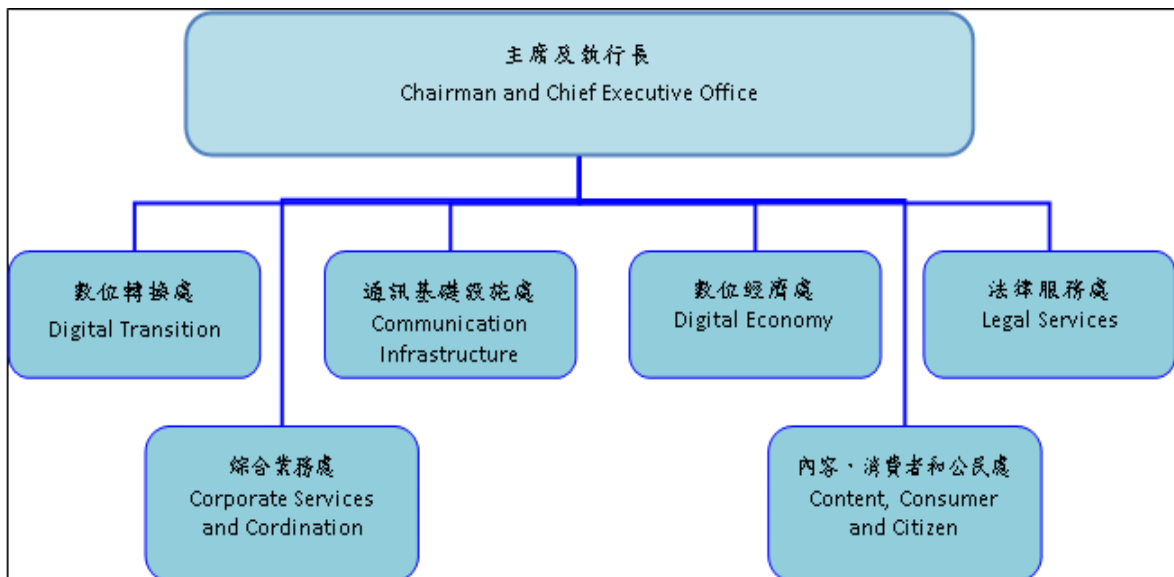 主席及執行長
Chairman and Chief Executive Office
數位轉換處
Digital Transition
通訊基礎設施處
Communication
Infrastructure
數位經濟處
Digital Economy
法律服務處
Legal Services
綜合業務處
Corporate Services
and Cordination
內容、消費者和公民處
Content, Consumer
and Citizen